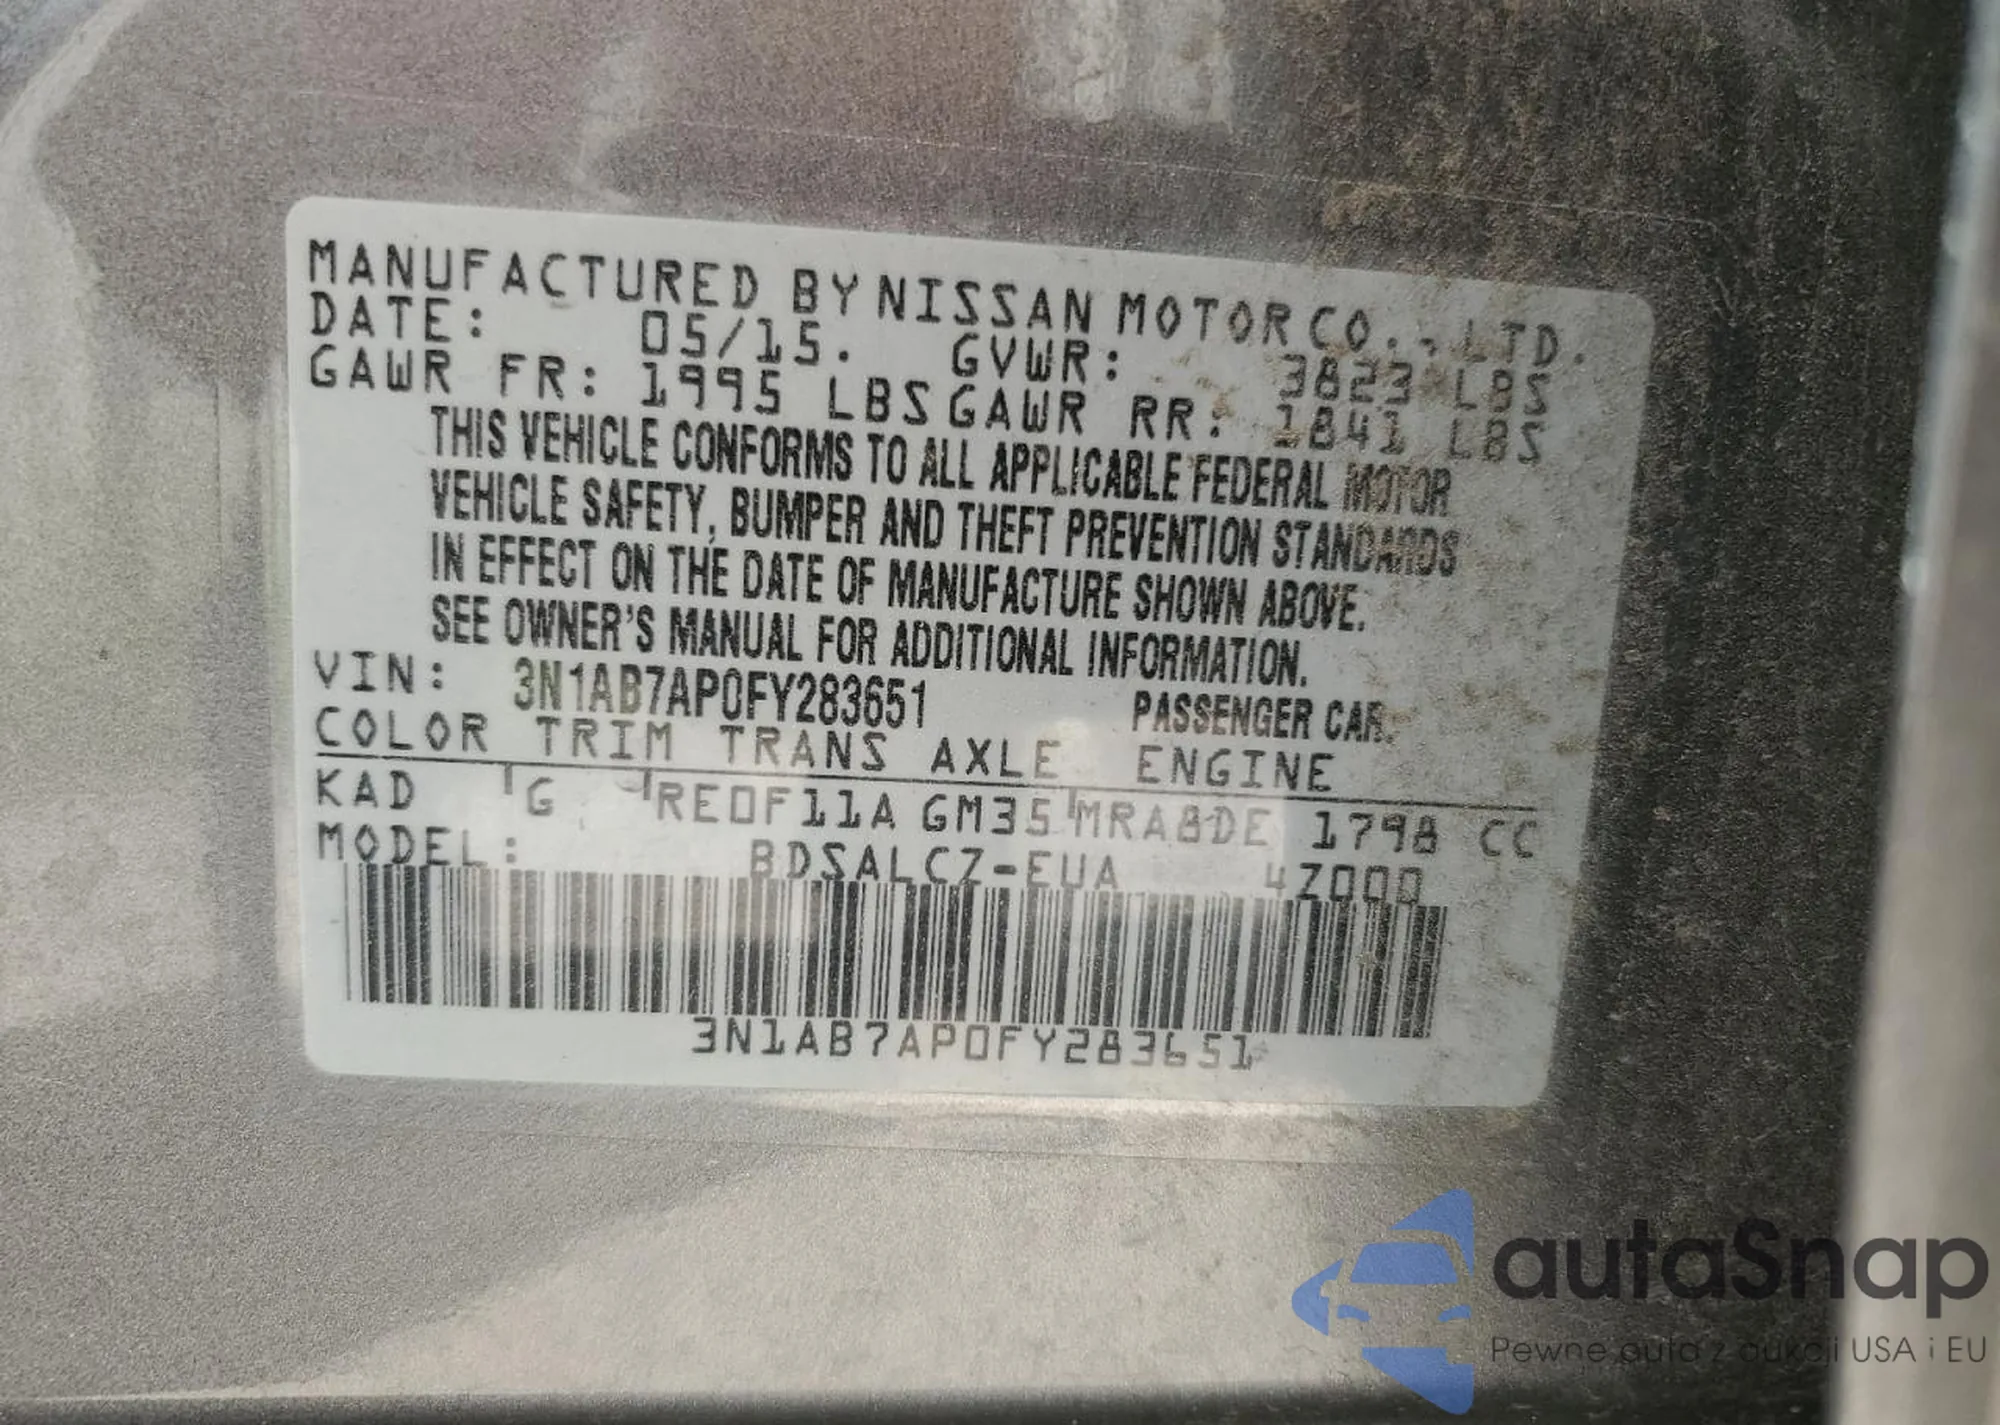 MANUFACTURED BY NISSAN MOTOR CO., LTD.
DATE: 05/15. GVWR: 3823 LBS
GAWR FR: 1995 LBS GAWR RR: 1841 LBS
THIS VEHICLE CONFORMS TO ALL APPLICABLE FEDERAL MOTOR
VEHICLE SAFETY, BUMPER AND THEFT PREVENTION STANDARDS
IN EFFECT ON THE DATE OF MANUFACTURE SHOWN ABOVE.
SEE OWNER'S MANUAL FOR ADDITIONAL INFORMATION.
VIN: 3N1AB7AP0FY283651 PASSENGER CAR.
COLOR TRIM TRANS AXLE ENGINE
KAD G RE0F11A GM35 MRA8DE 1798 CC
MODEL: BDSALCZ-EUA 4Z000
3N1AB7AP0FY283651
autaSnap
Pewne auta z aukcji USA i EU